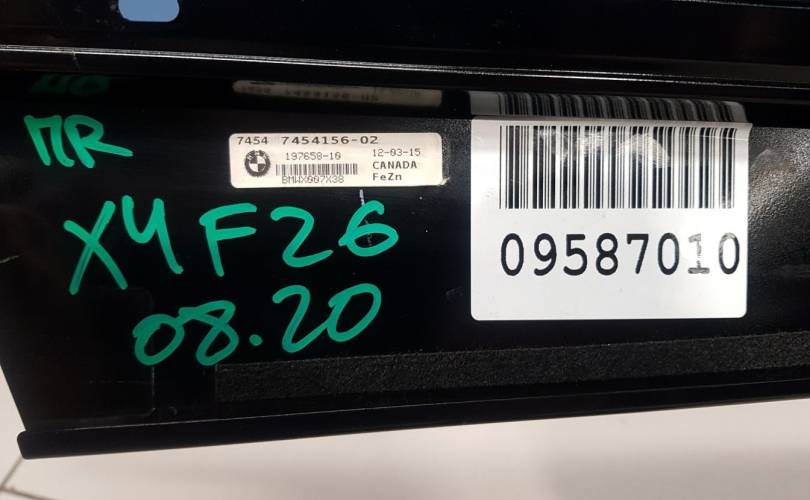 ПR
7454 7454156-02
197658-10 12-03-15
CANADA
BMWX007X38 FeZn
X4 F26
08.20
09587010